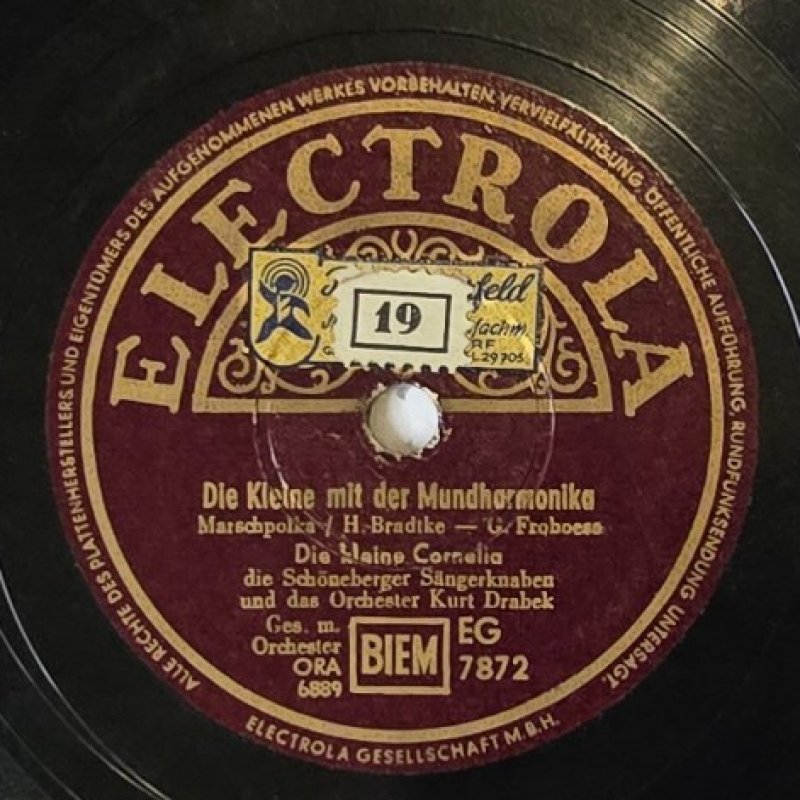 ALLE RECHTE DES PLATTENHERSTELLERS UND EIGENTÜMERS DES AUFGENOMMENEN WERKES VORBEHALTEN. VERVIELFÄLTIGUNG, ÖFFENTLICHE AUFFÜHRUNG, RUNDFUNKSENDUNG UNTERSAGT.
ELECTROLA
feld
19
fachm
RF
L29705
Die Kleine mit der Mundharmonika
Marschpolka / H. Bradtke — G. Froboess
Die kleine Cornelia
die Schöneberger Sängerknaben
und das Orchester Kurt Drabek
Ges. m.
Orchester
ORA
6889
BIEM
EG
7872
ELECTROLA GESELLSCHAFT M.B.H.